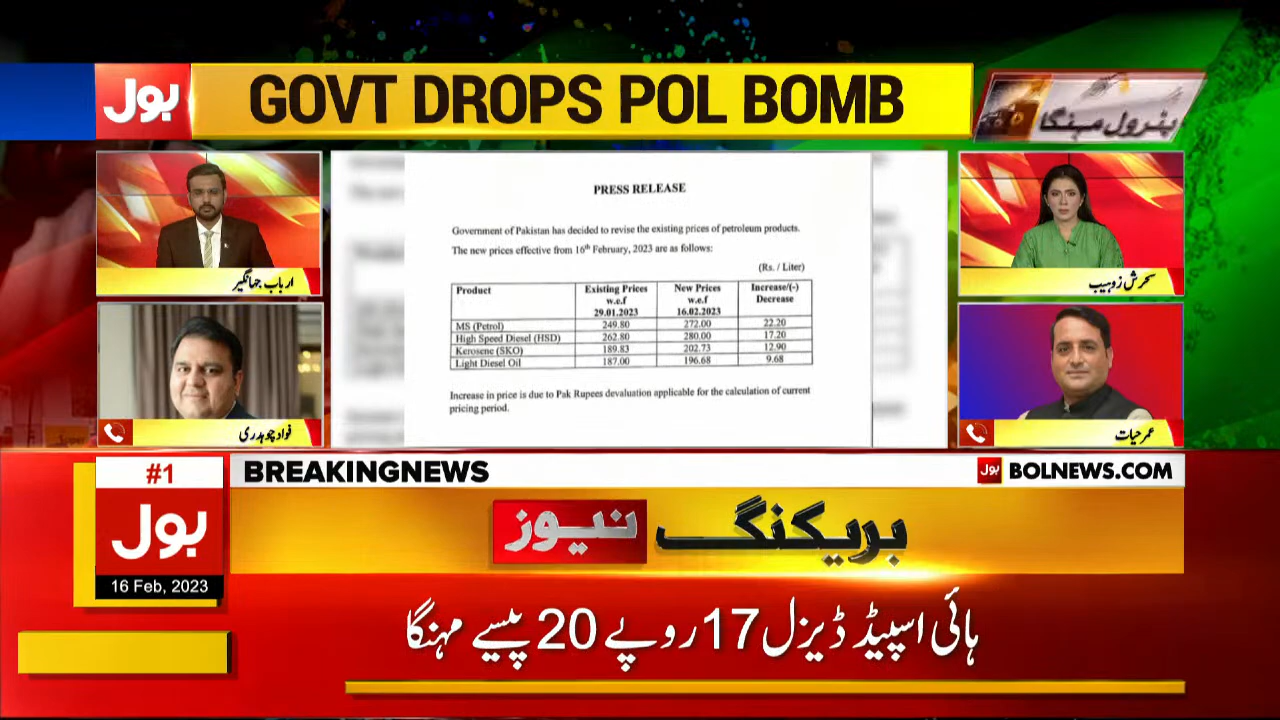 بول
GOVT DROPS POL BOMB
پٹرول مہنگا
ارباب جہانگیر
فواد چوہدری
PRESS RELEASE
Government of Pakistan has decided to revise the existing prices of petroleum products.
The new prices effective from 16th February, 2023 are as follows:
(Rs. / Liter)
Product Existing Prices w.e.f 29.01.2023 New Prices w.e.f 16.02.2023 Increase/(-) Decrease
MS (Petrol) 249.80 272.00 22.20
High Speed Diesel (HSD) 262.80 280.00 17.20
Kerosene (SKO) 189.83 202.73 12.90
Light Diesel Oil 187.00 196.68 9.68
Increase in price is due to Pak Rupees devaluation applicable for the calculation of current
pricing period.
سحرش زوہیب
عمر حیات
#1
بول
16 Feb, 2023
BREAKINGNEWS
بول BOLNEWS.COM
بریکنگ نیوز
ہائی اسپیڈ ڈیزل 17 روپے 20 پیسے مہنگا